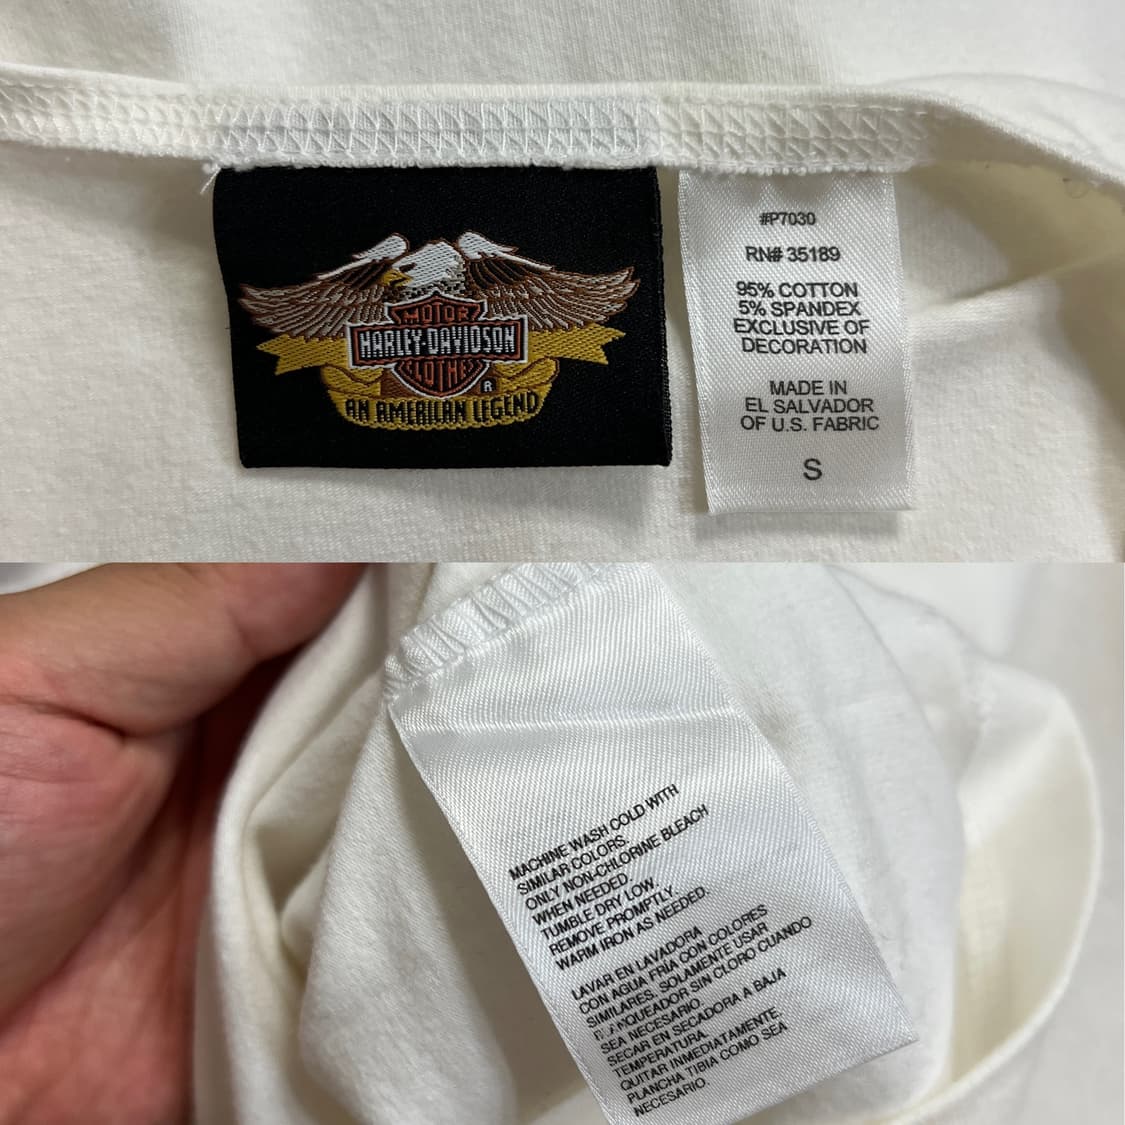 MOTOR
HARLEY-DAVIDSON
CLOTHES
®
AN AMERICAN LEGEND
#P7030
RN# 35189
95% COTTON
5% SPANDEX
EXCLUSIVE OF
DECORATION
MADE IN
EL SALVADOR
OF U.S. FABRIC
S
MACHINE WASH COLD WITH
SIMILAR COLORS.
ONLY NON-CHLORINE BLEACH
WHEN NEEDED.
TUMBLE DRY LOW.
REMOVE PROMPTLY.
WARM IRON AS NEEDED.
LAVAR EN LAVADORA
CON AGUA FRIA CON COLORES
SIMILARES. SOLAMENTE USAR
BLANQUEADOR SIN CLORO CUANDO
SEA NECESARIO.
SECAR EN SECADORA A BAJA
TEMPERATURA.
QUITAR INMEDIATAMENTE.
PLANCHA TIBIA COMO SEA
NECESARIO.